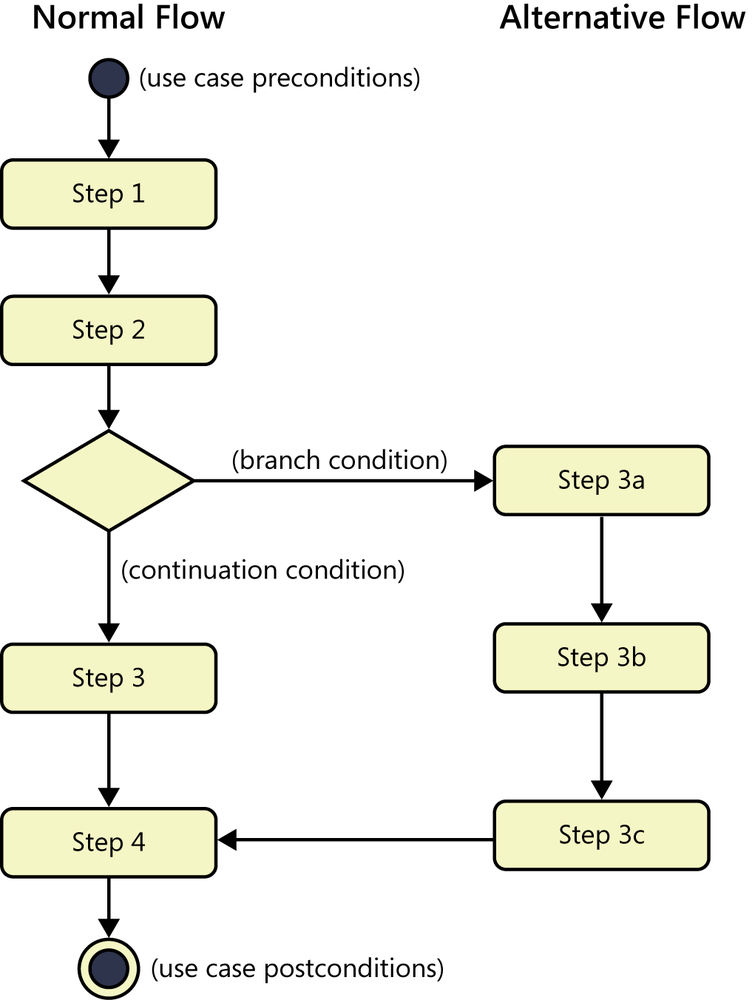 Normal Flow
Alternative Flow
(use case preconditions)
Step 1
Step 2
(branch condition)
Step 3a
(continuation condition)
Step 3b
Step 3
Step 3c
Step 4
(use case postconditions)